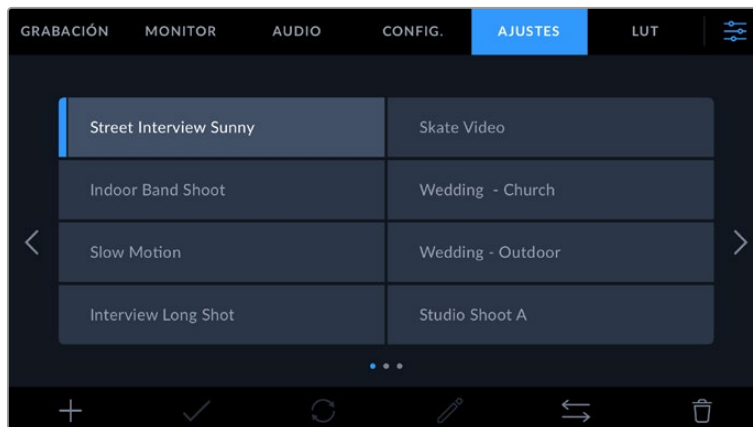 GRABACIÓN MONITOR AUDIO CONFIG. AJUSTES LUT
Street Interview Sunny Skate Video
Indoor Band Shoot Wedding - Church
Slow Motion Wedding - Outdoor
Interview Long Shot Studio Shoot A